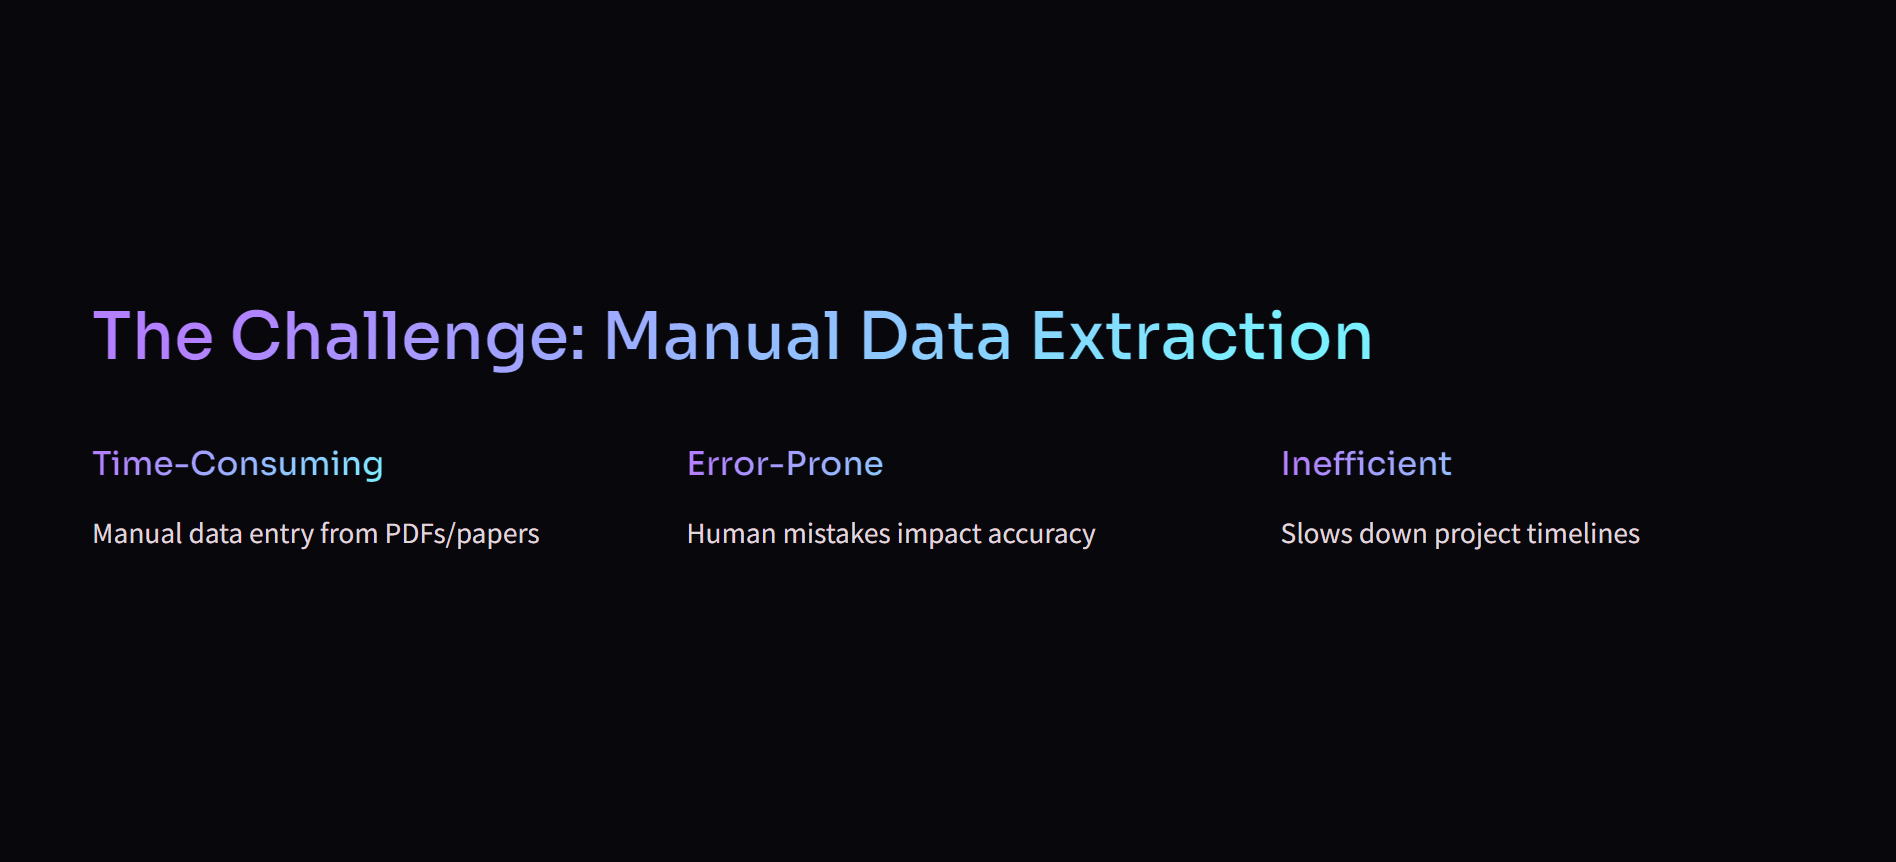 The Challenge: Manual Data Extraction
Time-Consuming
Manual data entry from PDFs/papers
Error-Prone
Human mistakes impact accuracy
Inefficient
Slows down project timelines